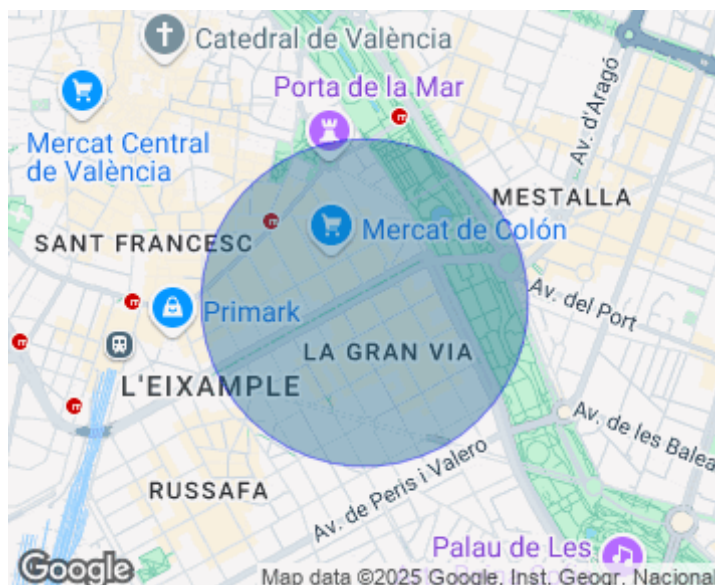 Catedral de València
Porta de la Mar
Av. d'Aragó
Mercat Central
de València
MESTALLA
Mercat de Colón
SANT FRANCESC
Primark
Av. del Port
LA GRAN VIA
L'EIXAMPLE
Av. de les Balea
RUSSAFA
Av. de Peris i Valero
Palau de Les
Google
Map data ©2025 Google, Inst. Geogr. Nacional